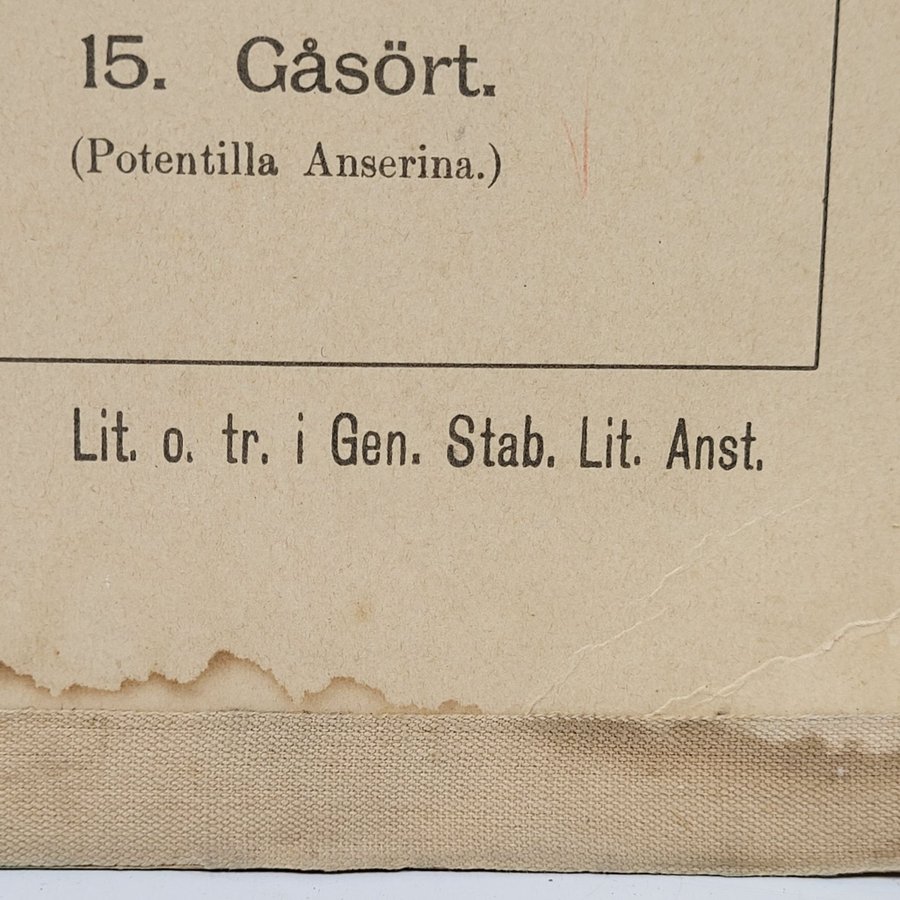 15. Gåsört.
(Potentilla Anserina.)
Lit. o. tr. i Gen. Stab. Lit. Anst.